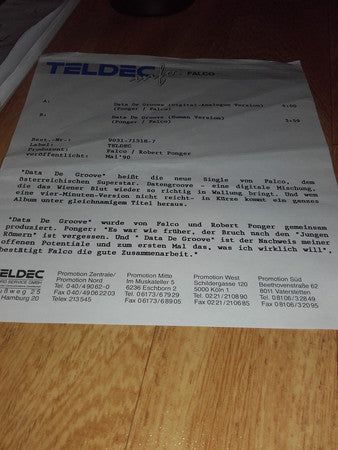 TELDEC Info: FALCO
A: Data De Groove (Digital-Analogue Version) 4:00
(Ponger / Falco)
B: Data De Groove (Human Version) 3:59
(Ponger / Falco)
Best.-Nr.: 9031-71318-7
Label: TELDEC
Produzent: Falco / Robert Ponger
veröffentlicht: Mai'90
"Data De Groove" heißt die neue Single von Falco, dem
österreichischen Superstar. Datengroove - eine digitale Mischung,
die das Wiener Blut wieder so richtig in Wallung bringt. Und wem
eine vier-Minuten-Version nicht reicht- in Kürze kommt ein ganzes
Album unter gleichnamigem Titel heraus.
"Data De Groove" wurde von Falco und Robert Ponger gemeinsam
produziert. Ponger: "Es war wie früher, der Bruch nach den "Jungen
Römern" ist vergessen. Und " Data De Groove" ist der Nachweis meiner
offenen Potentiale und zum ersten Mal das, was ich wirklich will".
bestätigt Falco die gute Zusammenarbeit."
TELDEC
RECORD SERVICE GMBH
25
Hamburg 20
Promotion Zentrale/
Promotion Nord
Tel. 040/49062-0
Fax 040/49062203
Telex 213545
Promotion Mitte
Im Muskateller 5
6236 Eschborn 2
Tel. 06173/67929
Fax 06173/68905
Promotion West
Schildergasse 120
5000 Köln 1
Tel. 0221/210890
Fax 0221/210685
Promotion Süd
Beethovenstraße 62
8011 Vaterstetten
Tel. 08106/32849
Fax 08106/32095